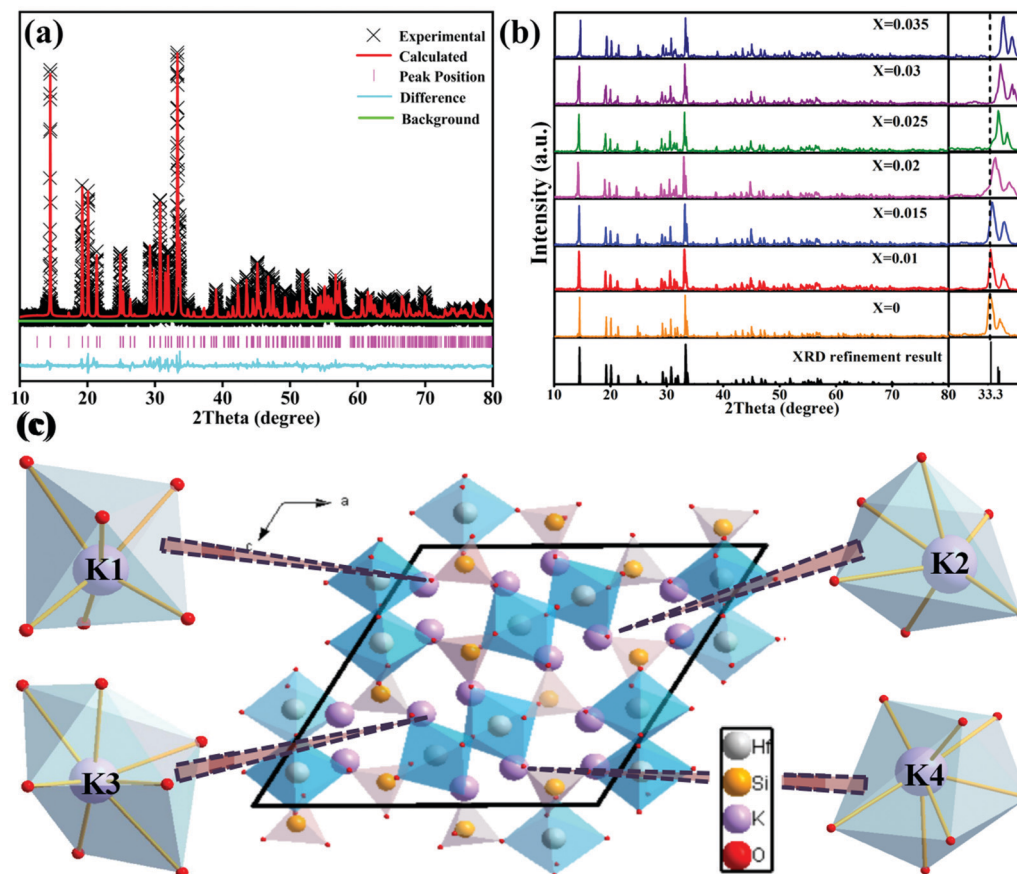 (a)
Experimental
Calculated
Peak Position
Difference
Background
10 20 30 40 50 60 70 80
2Theta (degree)
(b)
Intensity (a.u.)
X=0.035
X=0.03
X=0.025
X=0.02
X=0.015
X=0.01
X=0
XRD refinement result
10 20 30 40 50 60 70 80 33.3
2Theta (degree)
(c)
a
c
K1
K2
K3
K4
Hf
Si
K
O